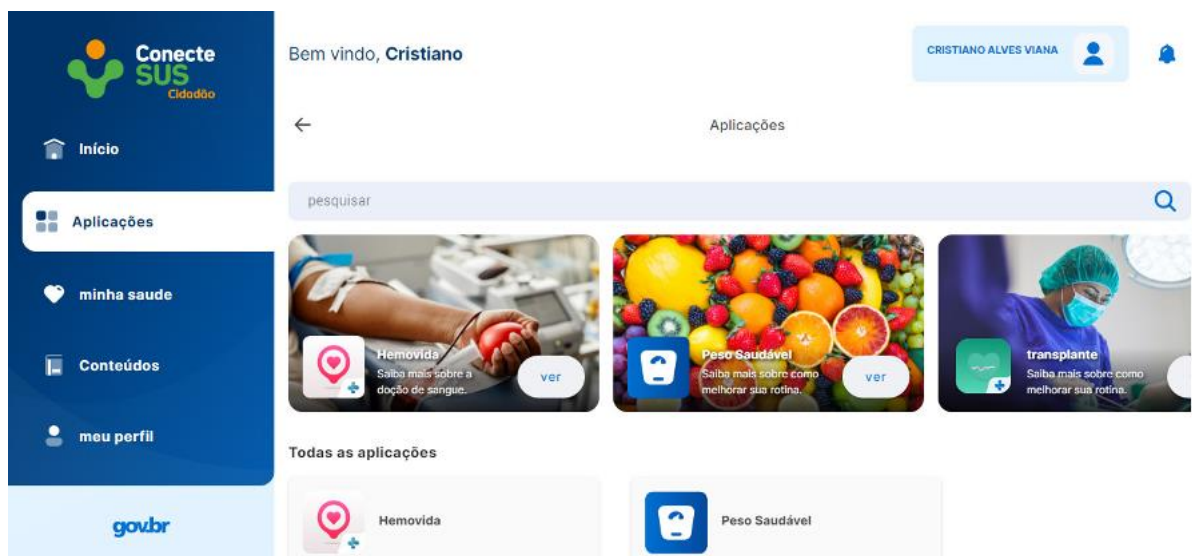 Conecte
SUS
Cidadão
Início
Aplicações
minha saude
Conteúdos
meu perfil
gov.br
Bem vindo, Cristiano
CRISTIANO ALVES VIANA
Aplicações
pesquisar
Hemovida
Saiba mais sobre a
doção de sangue.
ver
Peso Saudável
Saiba mais sobre como
melhorar sua rotina.
ver
transplante
Saiba mais sobre como
melhorar sua rotina.
Todas as aplicações
Hemovida
Peso Saudável